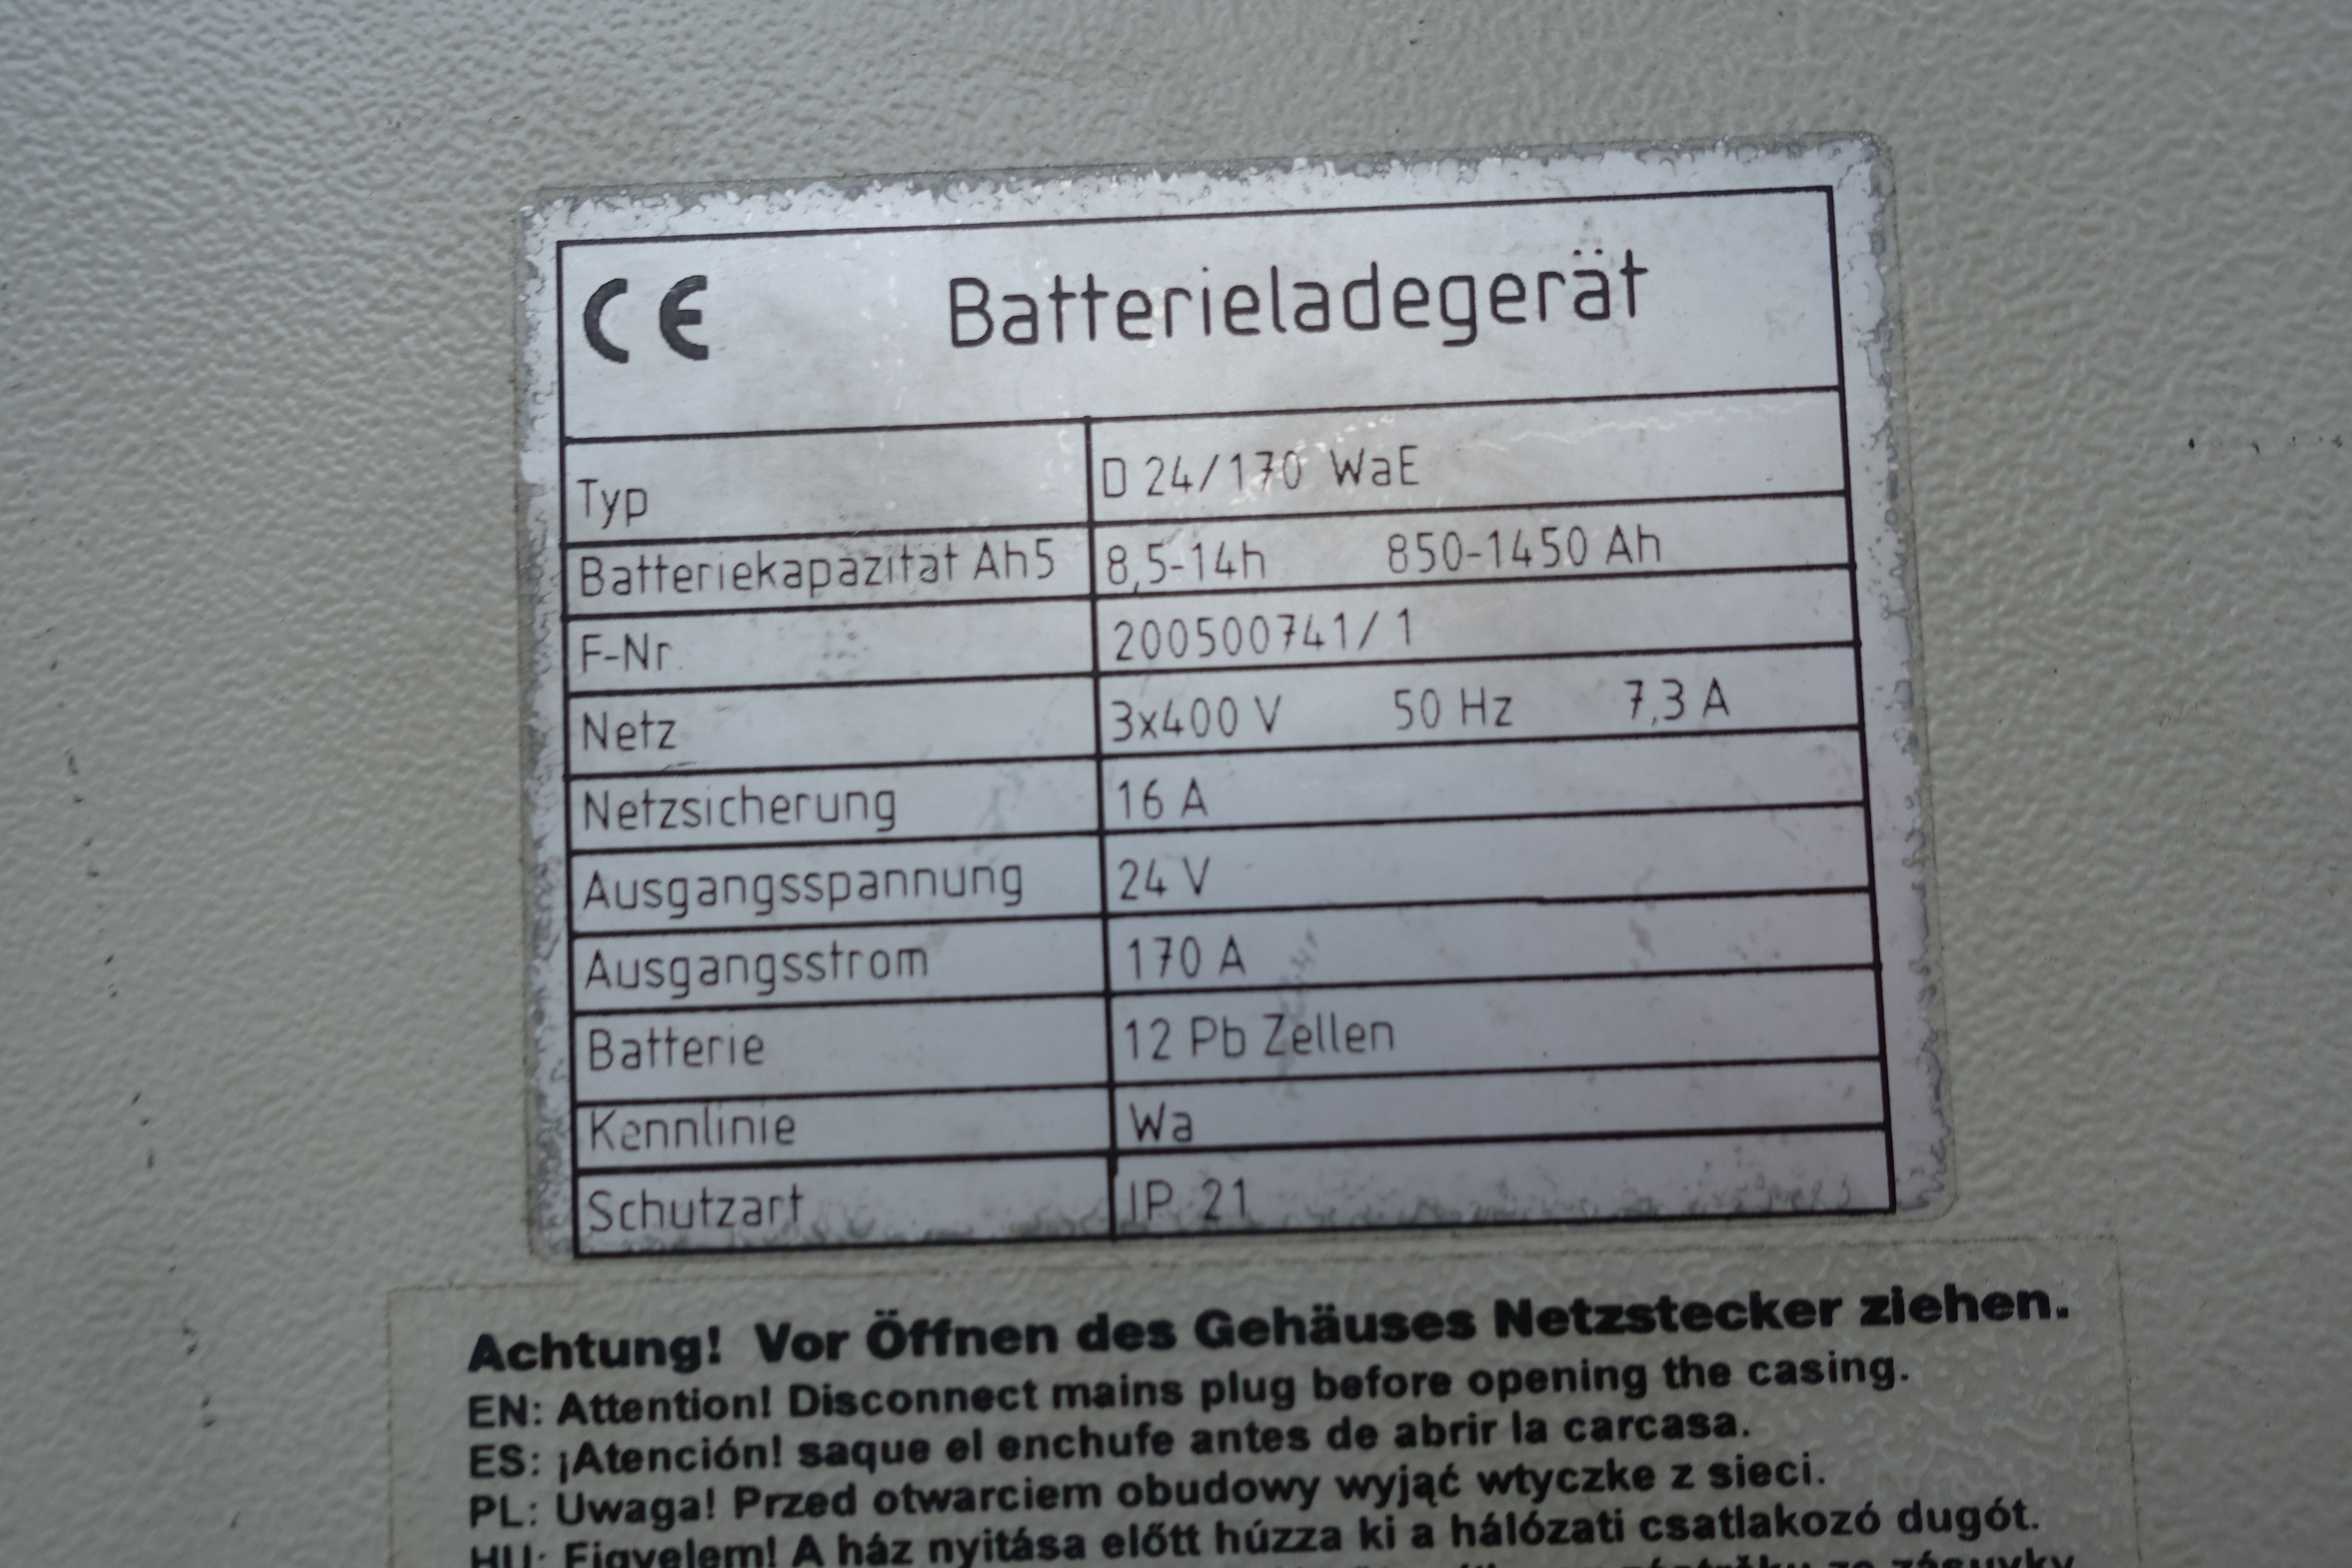 CE Batterieladegerät
Typ D 24/170 WaE
Batteriekapazität Ah5 8,5-14h 850-1450 Ah
F-Nr. 200500741/1
Netz 3x400 V 50 Hz 7,3 A
Netzsicherung 16 A
Ausgangsspannung 24 V
Ausgangsstrom 170 A
Batterie 12 Pb Zellen
Kennlinie Wa
Schutzart IP 21
Achtung! Vor Öffnen des Gehäuses Netzstecker ziehen.
EN: Attention! Disconnect mains plug before opening the casing.
ES: ¡Atención! saque el enchufe antes de abrir la carcasa.
PL: Uwaga! Przed otwarciem obudowy wyjąć wtyczke z sieci.
HU: Figyelem! A ház nyitása előtt húzza ki a hálózati csatlakozó dugót.
ze zásuvky